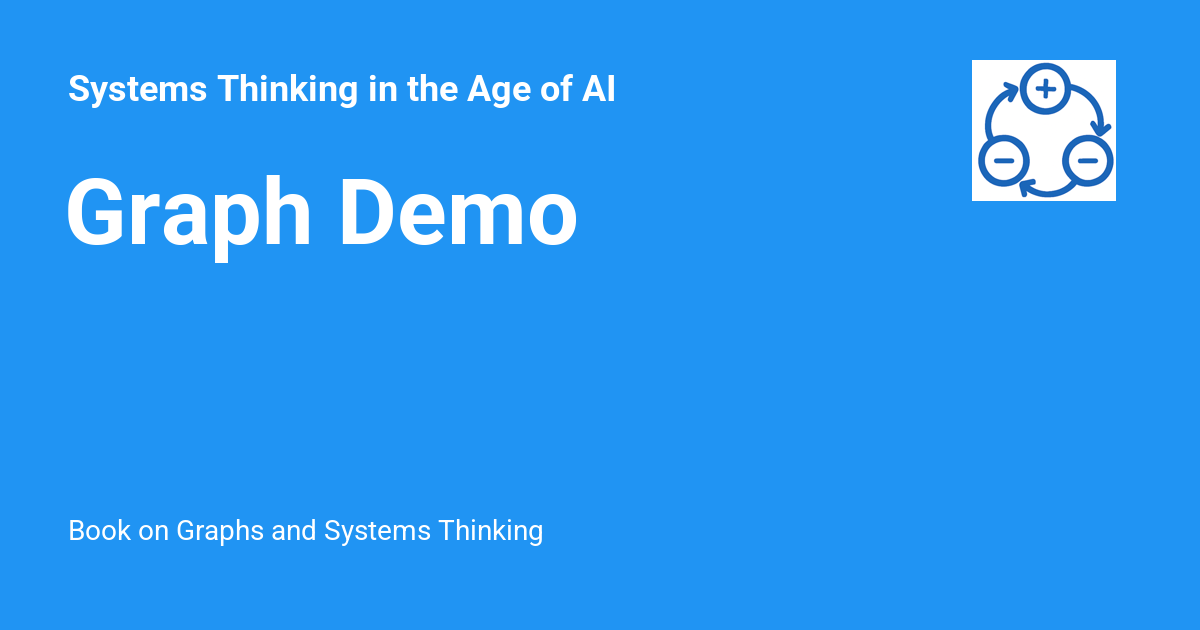 Systems Thinking in the Age of AI
Graph Demo
Book on Graphs and Systems Thinking